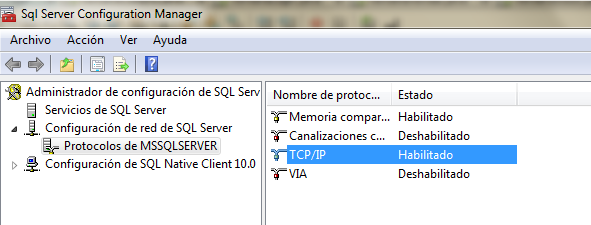 Sql Server Configuration Manager
Archivo Acción Ver Ayuda
Administrador de configuración de SQL Serv
Servicios de SQL Server
Configuración de red de SQL Server
Protocolos de MSSQLSERVER
Configuración de SQL Native Client 10.0
Nombre de protoc... Estado
Memoria compar... Habilitado
Canalizaciones c... Deshabilitado
TCP/IP Habilitado
VIA Deshabilitado